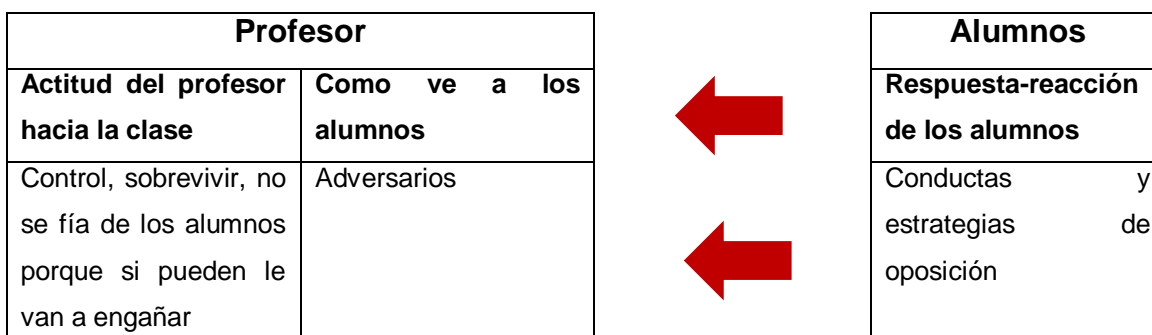 Profesor
Actitud del profesor
hacia la clase
Como ve a los
alumnos
Control, sobrevivir, no
se fía de los alumnos
porque si pueden le
van a engañar
Adversarios
Alumnos
Respuesta-reacción
de los alumnos
Conductas y
estrategias de
oposición